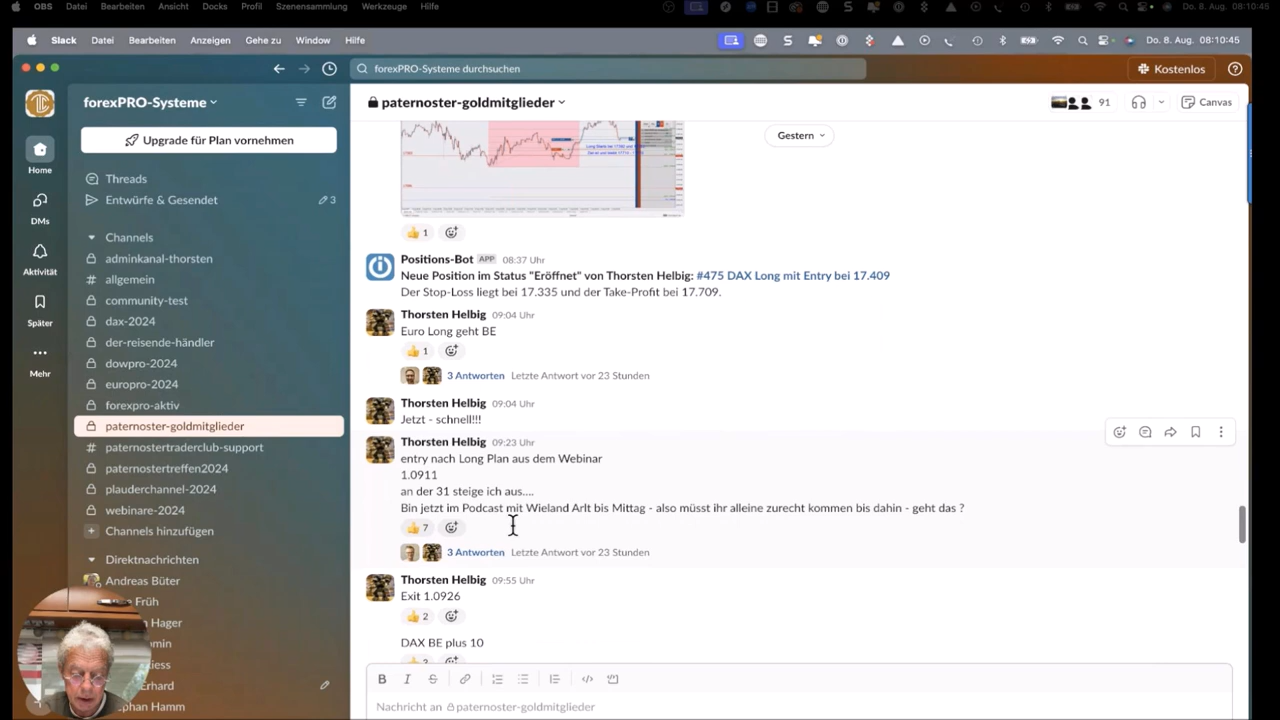 OBS Datei Bearbeiten Ansicht Docks Profil Szenensammlung Werkzeuge Hilfe Do. 8. Aug. 08:10:45
Slack Datei Bearbeiten Anzeigen Gehe zu Window Hilfe Do. 8. Aug. 08:10:45
forexPRO-Systeme durchsuchen
Kostenlos
forexPRO-Systeme
Upgrade für Plan vornehmen
Home
DMs
Aktivität
Später
Mehr
Threads
Entwürfe & Gesendet 3
Channels
adminkanal-thorsten
allgemein
community-test
dax-2024
der-reisende-händler
dowpro-2024
europro-2024
forexpro-aktiv
paternoster-goldmitglieder
paternostertraderclub-support
paternostertreffen2024
plauderchannel-2024
webinare-2024
Channels hinzufügen
Direktnachrichten
Andreas Büter
Früh
Hager
Erhard
Hamm
paternoster-goldmitglieder
91
Canvas
Gestern
1
Positions-Bot APP 08:37 Uhr
Neue Position im Status "Eröffnet" von Thorsten Helbig: #475 DAX Long mit Entry bei 17.409
Der Stop-Loss liegt bei 17.335 und der Take-Profit bei 17.709.
Thorsten Helbig 09:04 Uhr
Euro Long geht BE
1
3 Antworten Letzte Antwort vor 23 Stunden
Thorsten Helbig 09:04 Uhr
Jetzt - schnell!!!
Thorsten Helbig 09:23 Uhr
entry nach Long Plan aus dem Webinar
1.0911
an der 31 steige ich aus....
Bin jetzt im Podcast mit Wieland Arlt bis Mittag - also müsst ihr alleine zurecht kommen bis dahin - geht das ?
7
3 Antworten Letzte Antwort vor 23 Stunden
Thorsten Helbig 09:55 Uhr
Exit 1.0926
2
DAX BE plus 10
B I S
Nachricht an paternoster-goldmitglieder